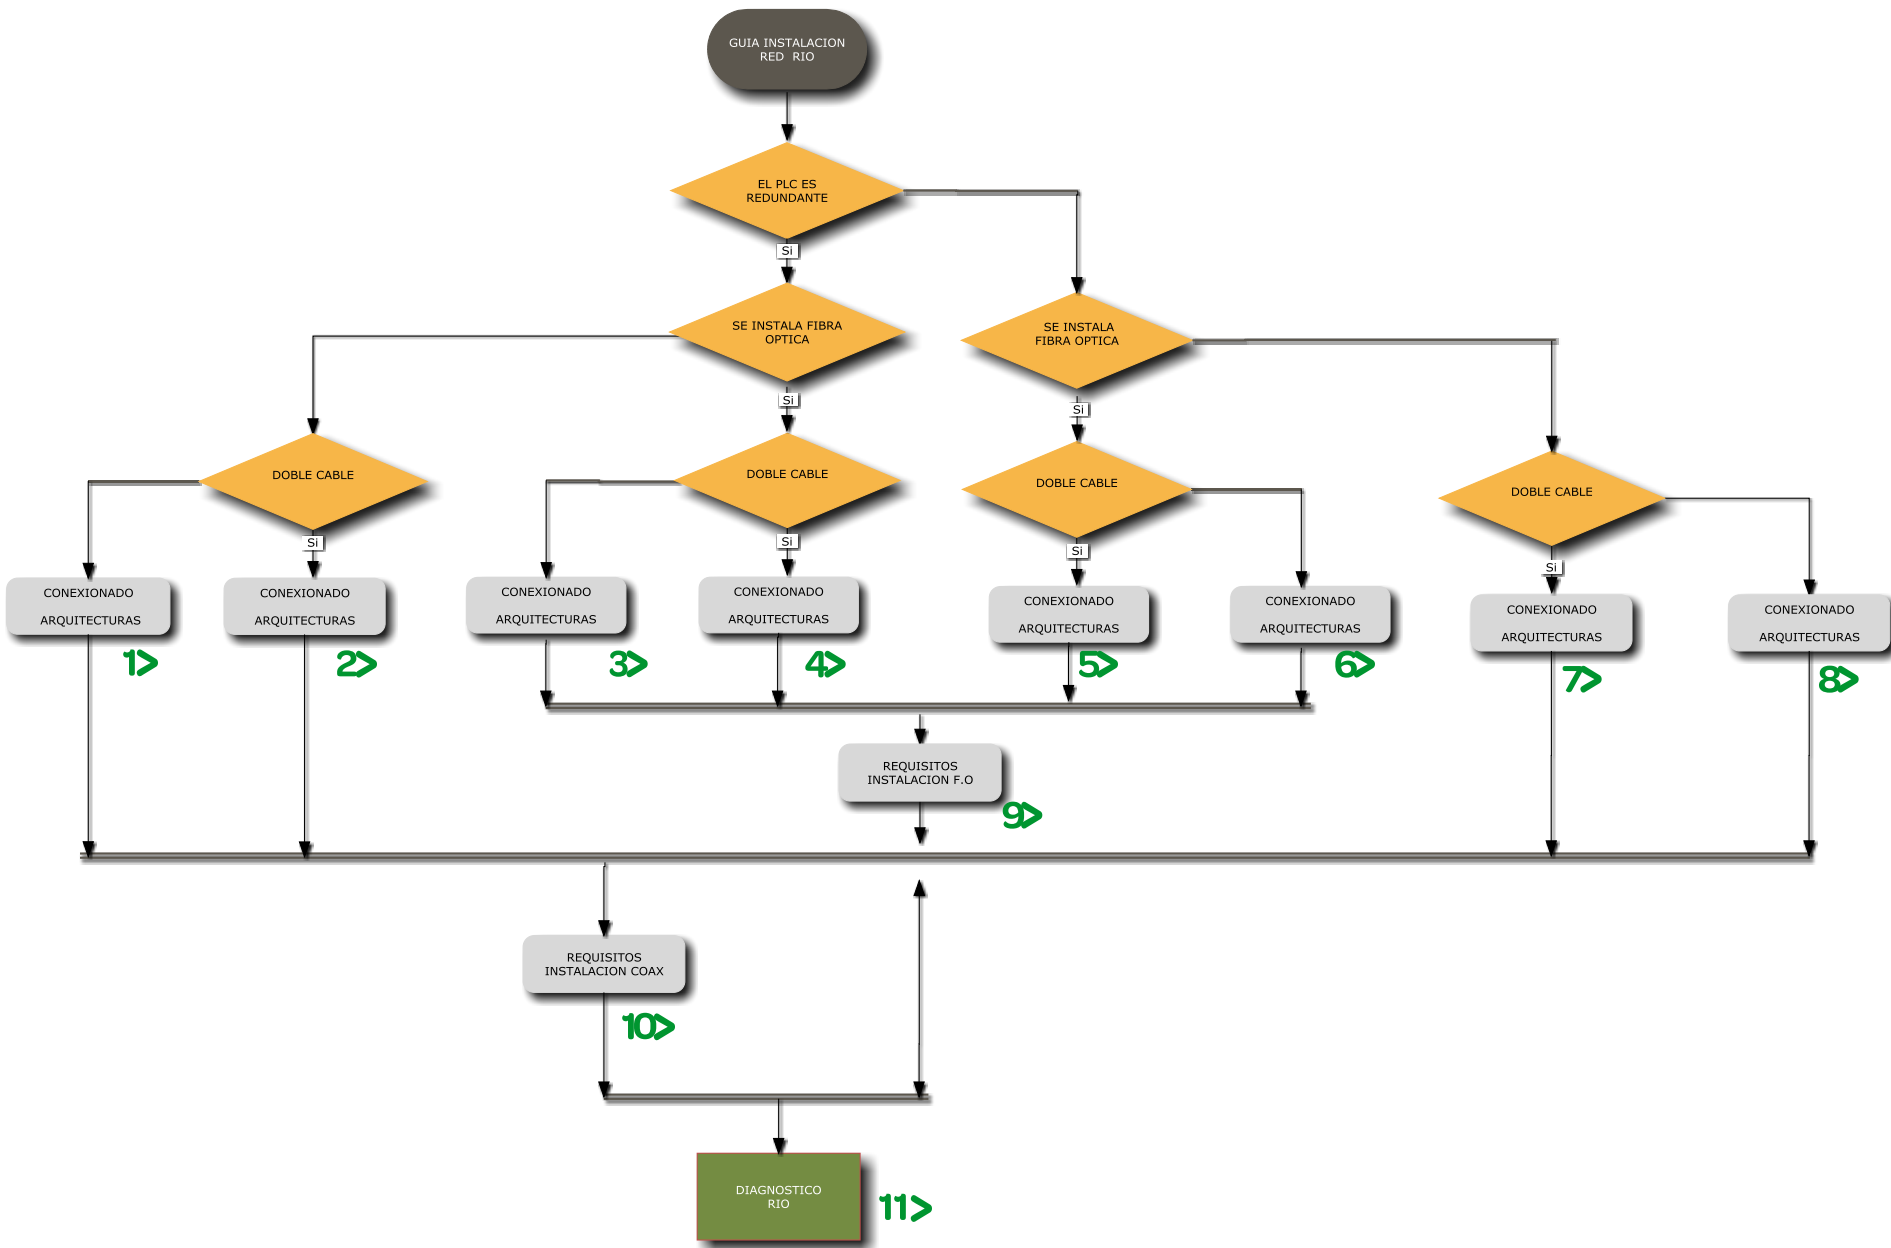 GUIA INSTALACION
RED RIO
EL PLC ES
REDUNDANTE
Si
SE INSTALA FIBRA
OPTICA
SE INSTALA
FIBRA OPTICA
Si
Si
DOBLE CABLE
DOBLE CABLE
DOBLE CABLE
DOBLE CABLE
Si
Si
Si
Si
CONEXIONADO
ARQUITECTURAS
1>
CONEXIONADO
ARQUITECTURAS
2>
CONEXIONADO
ARQUITECTURAS
3>
CONEXIONADO
ARQUITECTURAS
4>
CONEXIONADO
ARQUITECTURAS
5>
CONEXIONADO
ARQUITECTURAS
6>
CONEXIONADO
ARQUITECTURAS
7>
CONEXIONADO
ARQUITECTURAS
8>
REQUISITOS
INSTALACION F.O
9>
REQUISITOS
INSTALACION COAX
10>
DIAGNOSTICO
RIO
11>